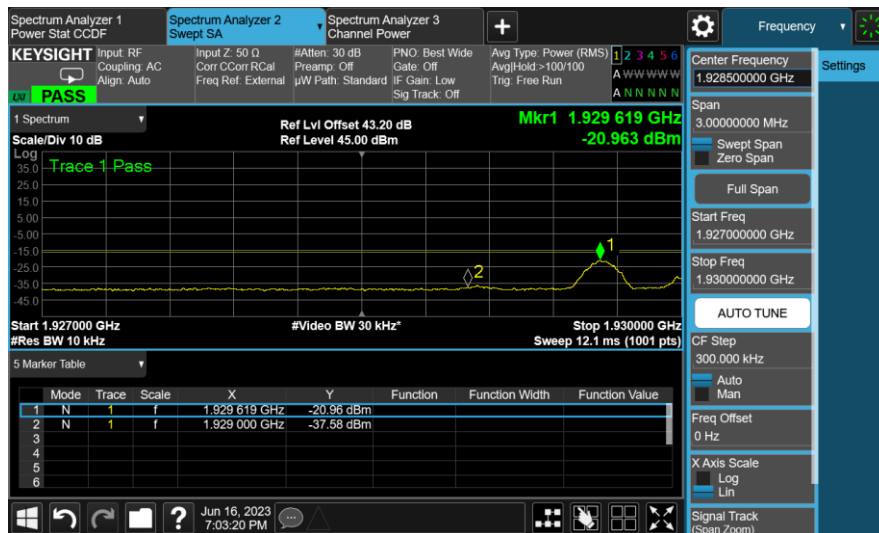 Spectrum Analyzer 1
Power Stat CCDF
Spectrum Analyzer 2
Swept SA
Spectrum Analyzer 3
Channel Power
Frequency
KEYSIGHT
Input: RF
Coupling: AC
Align: Auto
Input Z: 50 Ω
Corr CCorr RCal
Freq Ref: External
#Atten: 30 dB
Preamp: Off
µW Path: Standard
PNO: Best Wide
Gate: Off
IF Gain: Low
Sig Track: Off
Avg Type: Power (RMS)
Avg|Hold:>100/100
Trig: Free Run
1 2 3 4 5 6
A W W W W W
A N N N N N
LXI
PASS
1 Spectrum
Scale/Div 10 dB
Ref Lvl Offset 43.20 dB
Ref Level 45.00 dBm
Mkr1 1.929 619 GHz
-20.963 dBm
Log
Trace 1 Pass
35.0
25.0
15.0
5.00
-5.00
-15.0
-25.0
-35.0
-45.0
1
2
Start 1.927000 GHz
#Res BW 10 kHz
#Video BW 30 kHz*
Stop 1.930000 GHz
Sweep 12.1 ms (1001 pts)
5 Marker Table
Mode Trace Scale X Y Function Function Width Function Value
1 N 1 f 1.929 619 GHz -20.96 dBm
2 N 1 f 1.929 000 GHz -37.58 dBm
3
4
5
6
Jun 16, 2023
7:03:20 PM
?
Center Frequency
1.928500000 GHz
Settings
Span
3.00000000 MHz
Swept Span
Zero Span
Full Span
Start Freq
1.927000000 GHz
Stop Freq
1.930000000 GHz
AUTO TUNE
CF Step
300.000 kHz
Auto
Man
Freq Offset
0 Hz
X Axis Scale
Log
Lin
Signal Track
(Span Zoom)